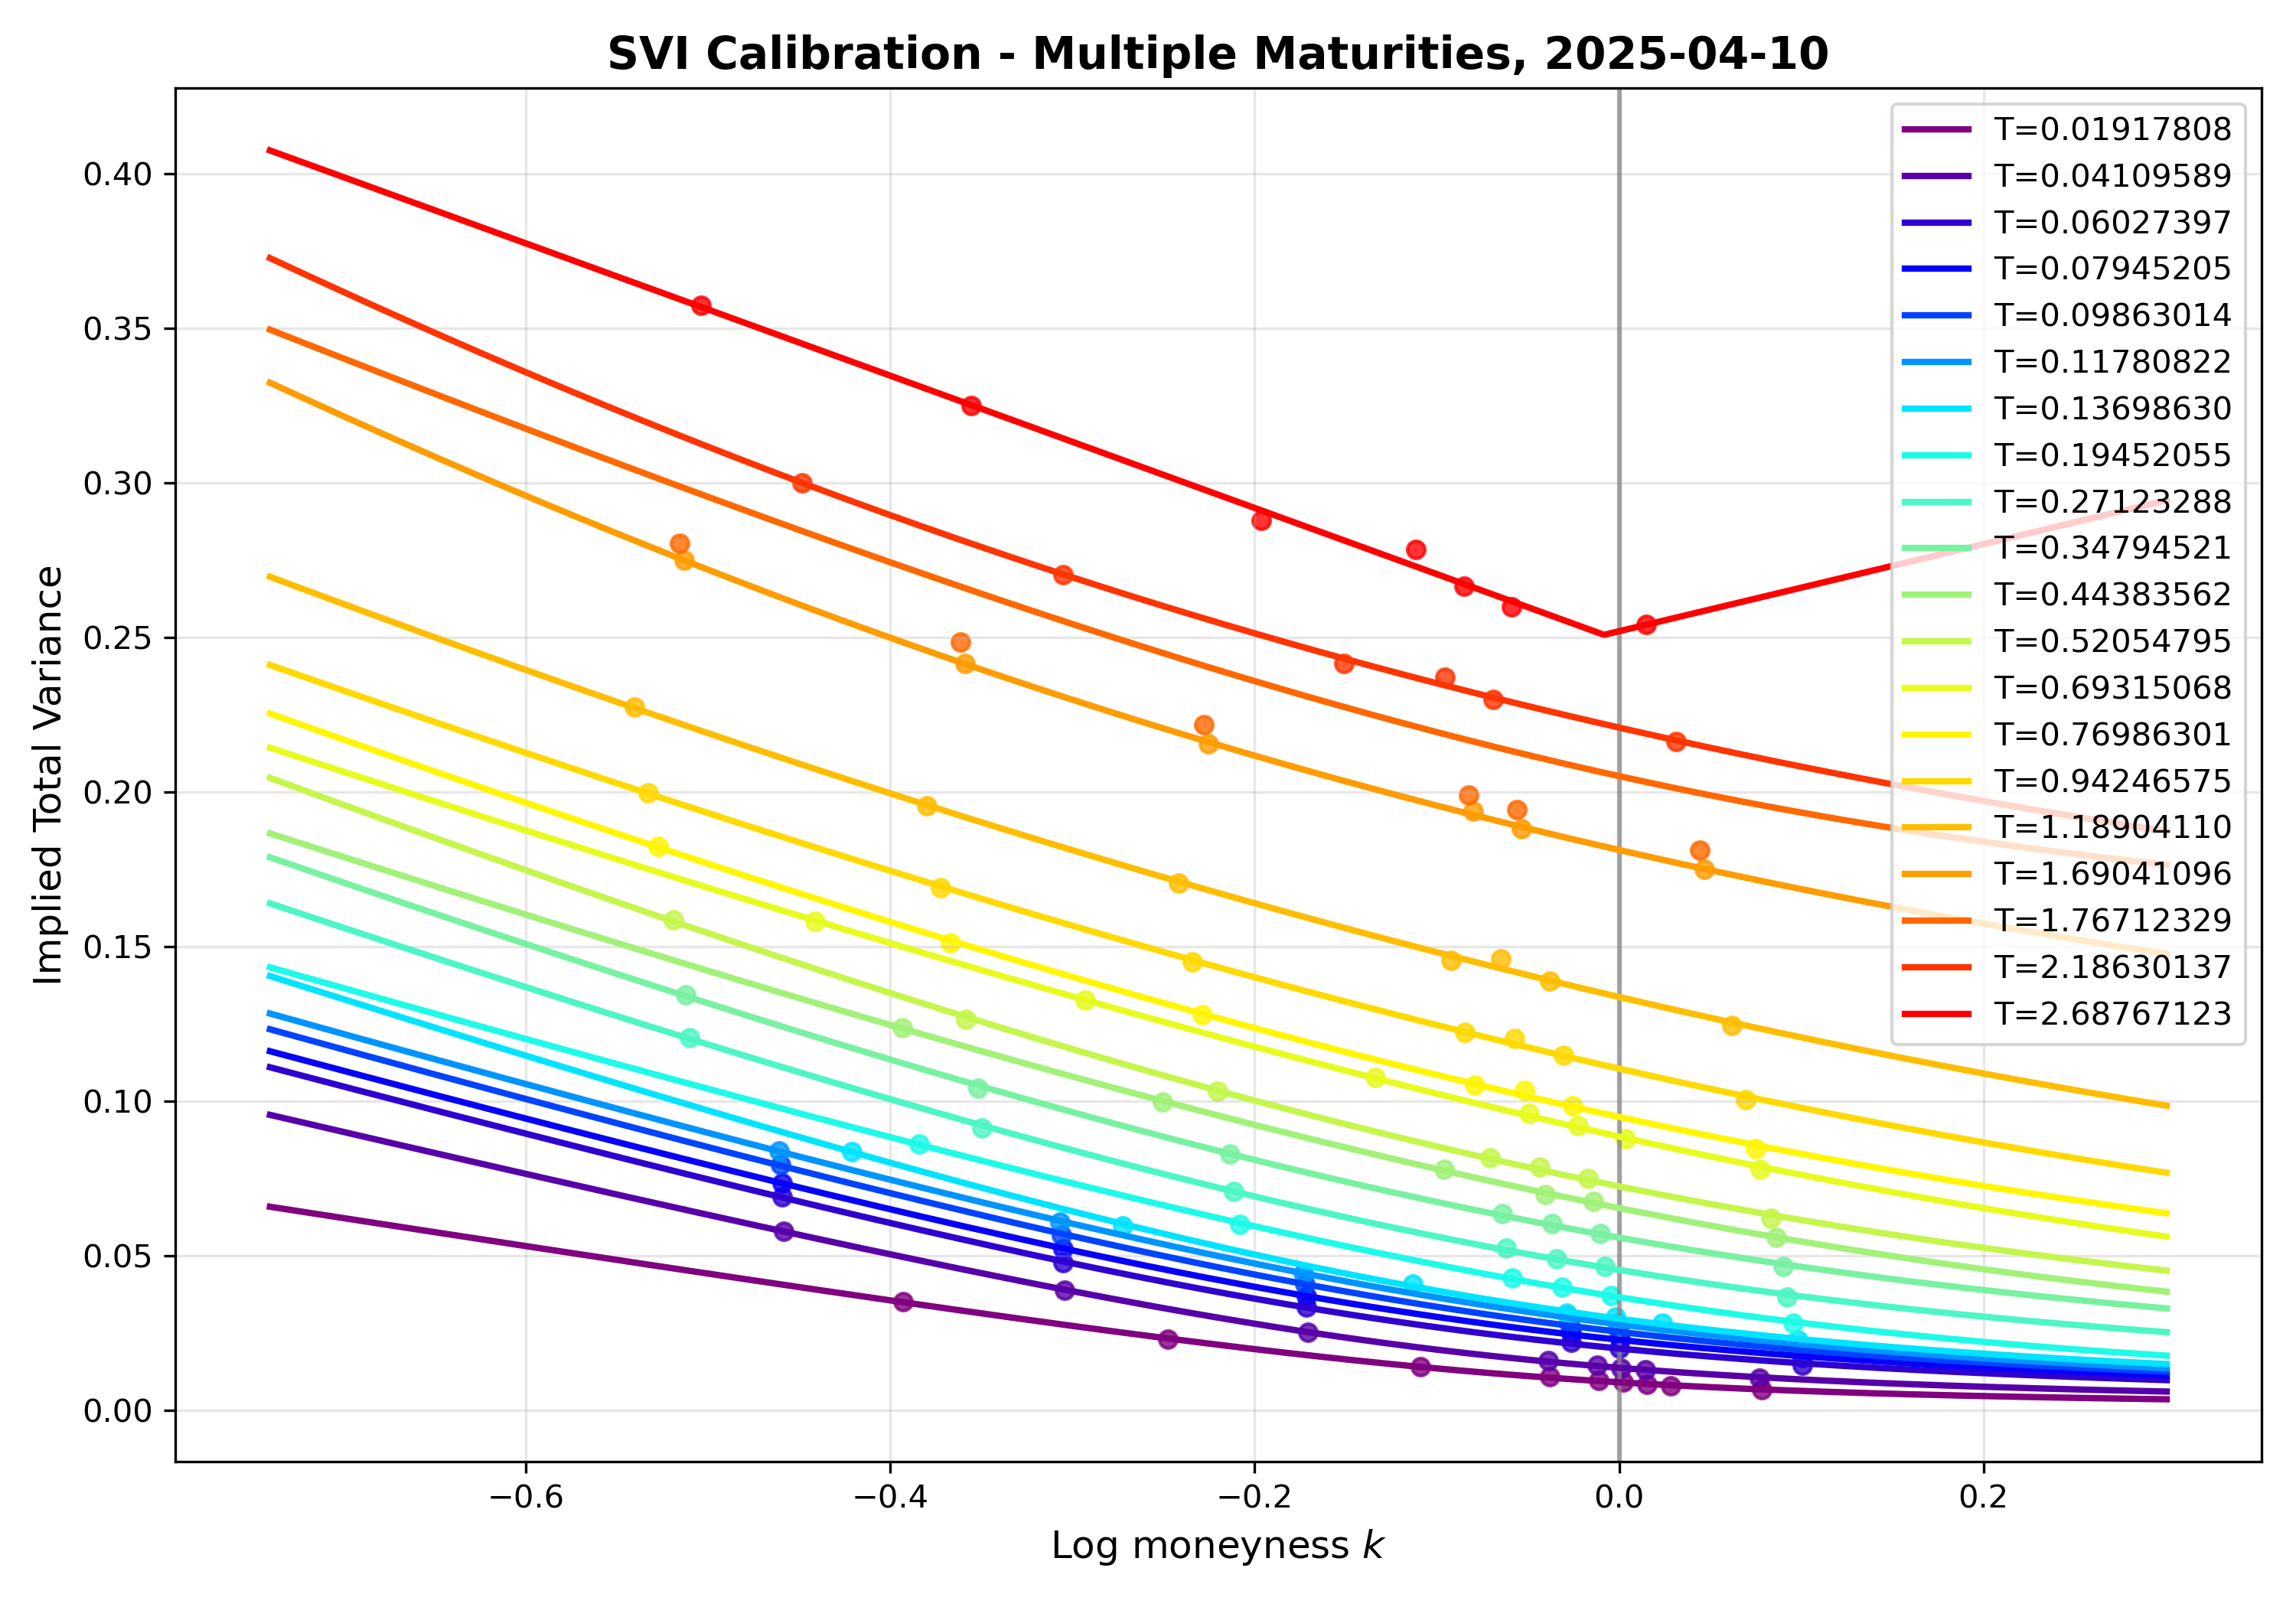 SVI Calibration - Multiple Maturities, 2025-04-10
Implied Total Variance
0.40
0.35
0.30
0.25
0.20
0.15
0.10
0.05
0.00
−0.6
−0.4
−0.2
0.0
0.2
Log moneyness k
T=0.01917808
T=0.04109589
T=0.06027397
T=0.07945205
T=0.09863014
T=0.11780822
T=0.13698630
T=0.19452055
T=0.27123288
T=0.34794521
T=0.44383562
T=0.52054795
T=0.69315068
T=0.76986301
T=0.94246575
T=1.18904110
T=1.69041096
T=1.76712329
T=2.18630137
T=2.68767123